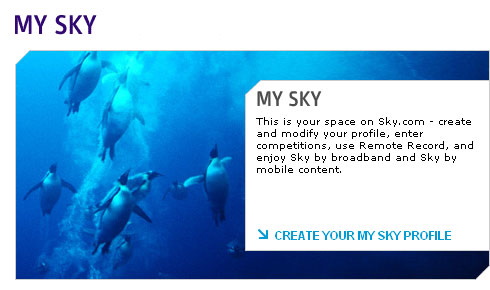 MY SKY
MY SKY
This is your space on Sky.com - create
and modify your profile, enter
competitions, use Remote Record, and
enjoy Sky by broadband and Sky by
mobile content.
CREATE YOUR MY SKY PROFILE